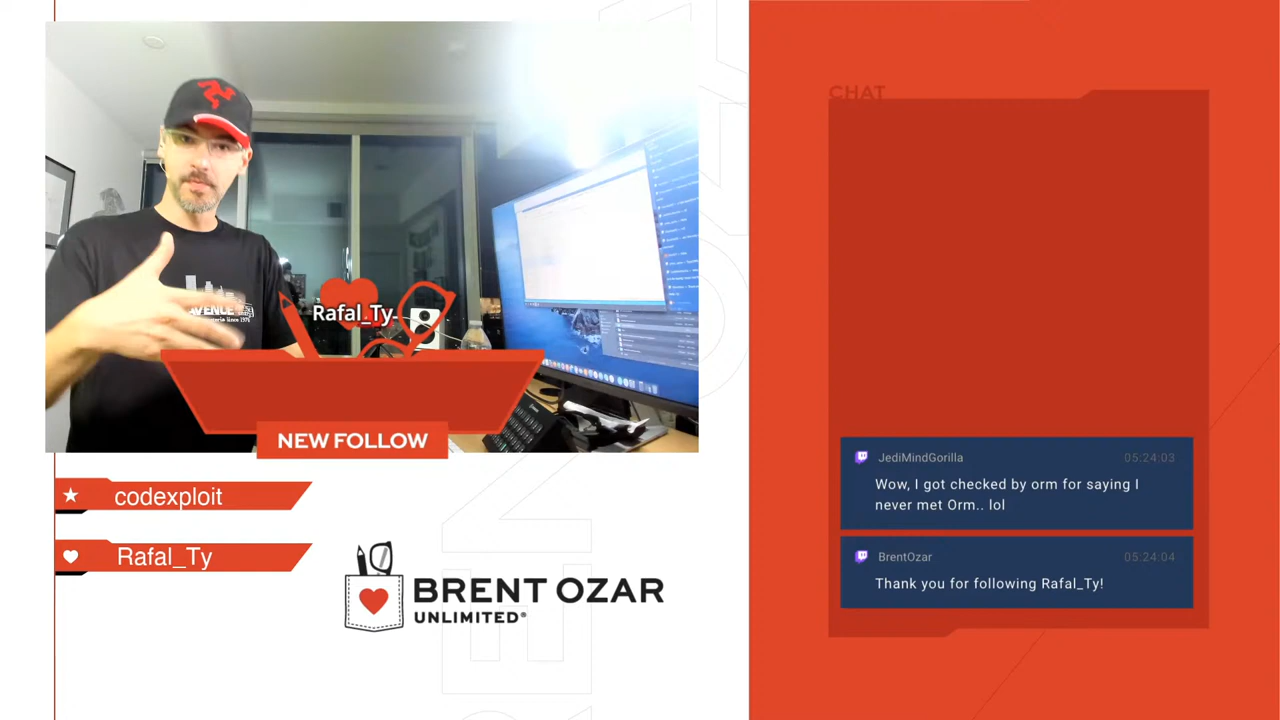 AVENUE
Rafal_Ty
NEW FOLLOW
codexploit
Rafal_Ty
BRENT OZAR
UNLIMITED®
CHAT
JediMindGorilla 05:24:03
Wow, I got checked by orm for saying I
never met Orm.. lol
BrentOzar 05:24:04
Thank you for following Rafal_Ty!